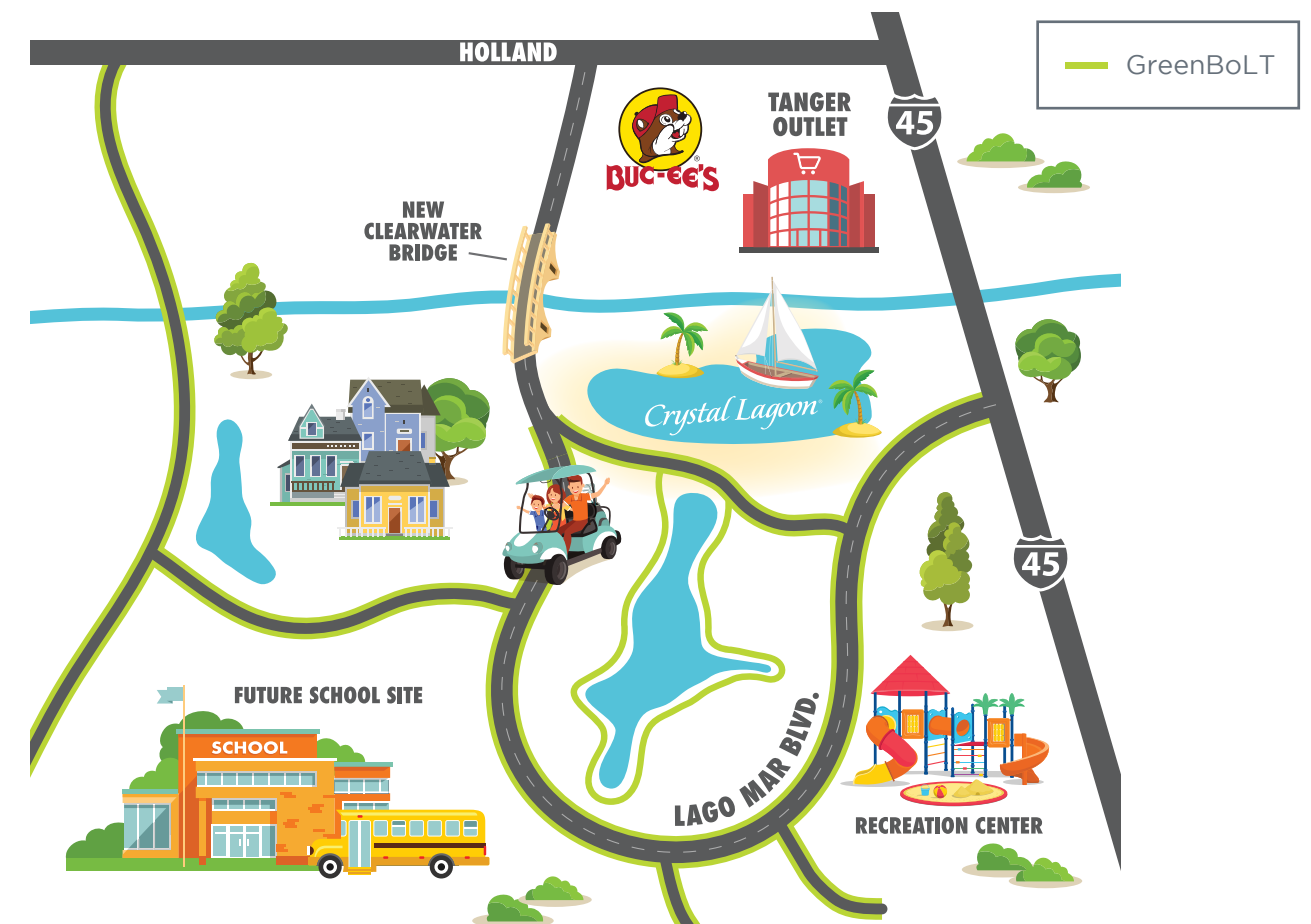 HOLLAND
GreenBoLT
TANGER
OUTLET
45
BUC-EE'S
®
NEW
CLEARWATER
BRIDGE
Crystal Lagoon
45
FUTURE SCHOOL SITE
SCHOOL
LAGO MAR BLVD.
RECREATION CENTER